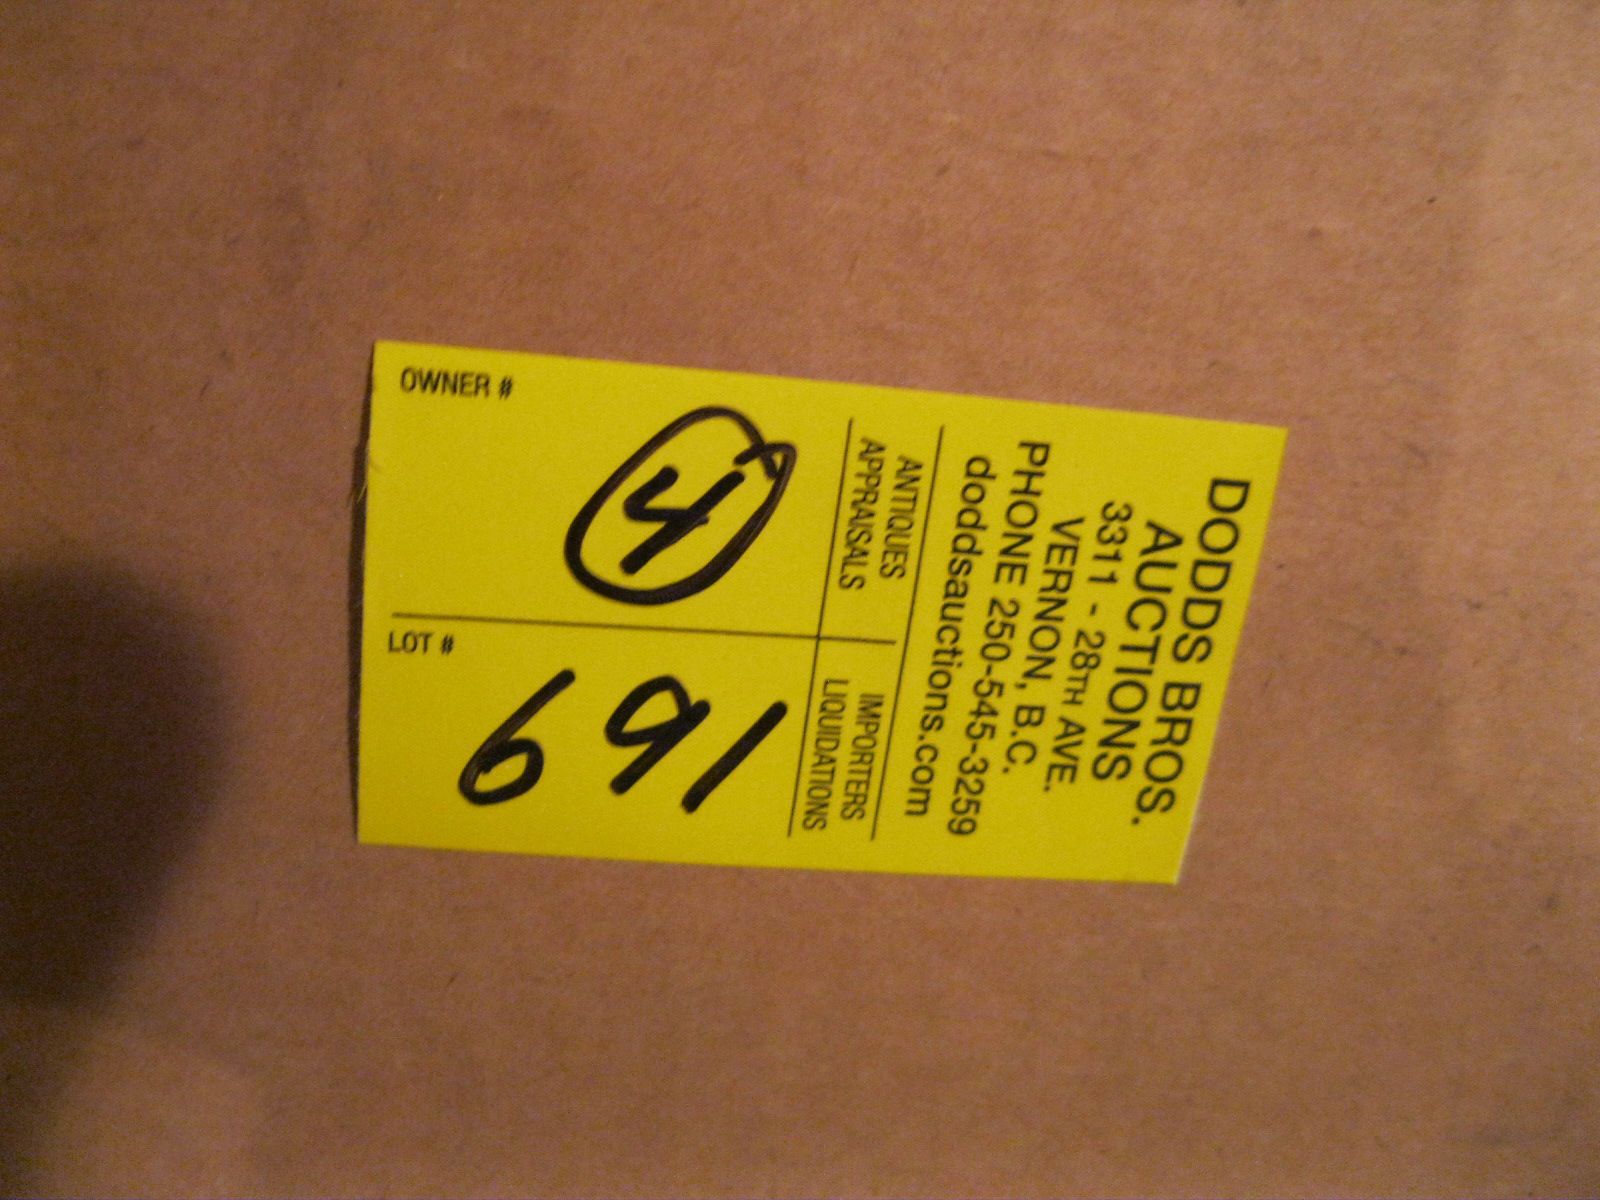 DODDS BROS.
AUCTIONS
3311 - 28TH AVE.
VERNON, B.C.
PHONE 250-545-3259
doddsauctions.com
ANTIQUES
APPRAISALS
IMPORTERS
LIQUIDATIONS
OWNER #
4
LOT #
691